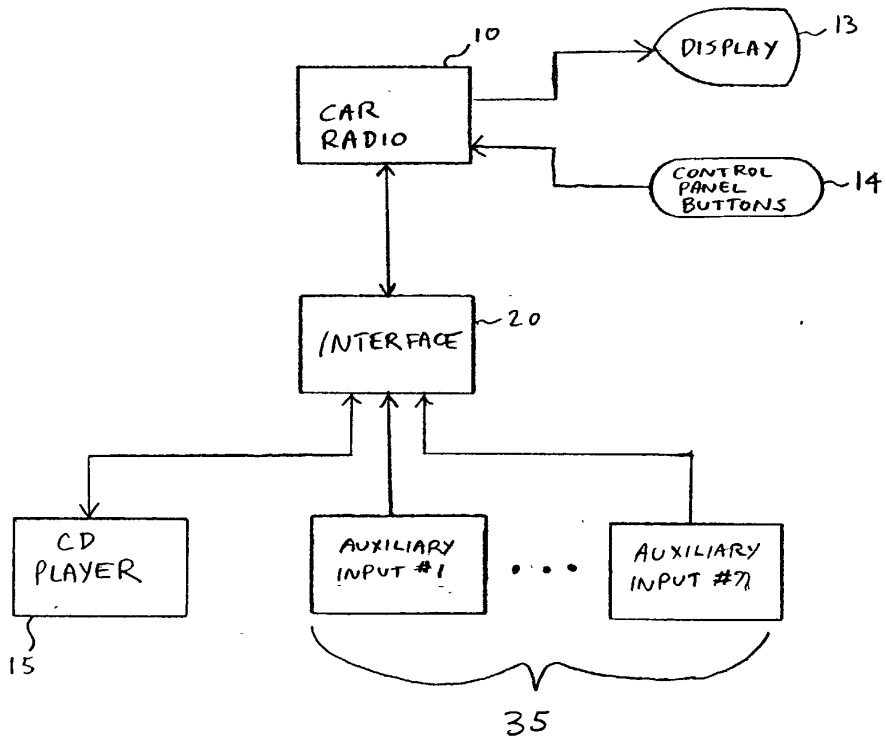 10
CAR
RADIO
DISPLAY
13
CONTROL
PANEL
BUTTONS
14
INTERFACE
20
CD
PLAYER
15
AUXILIARY
INPUT #1
• • •
AUXILIARY
INPUT #n
35